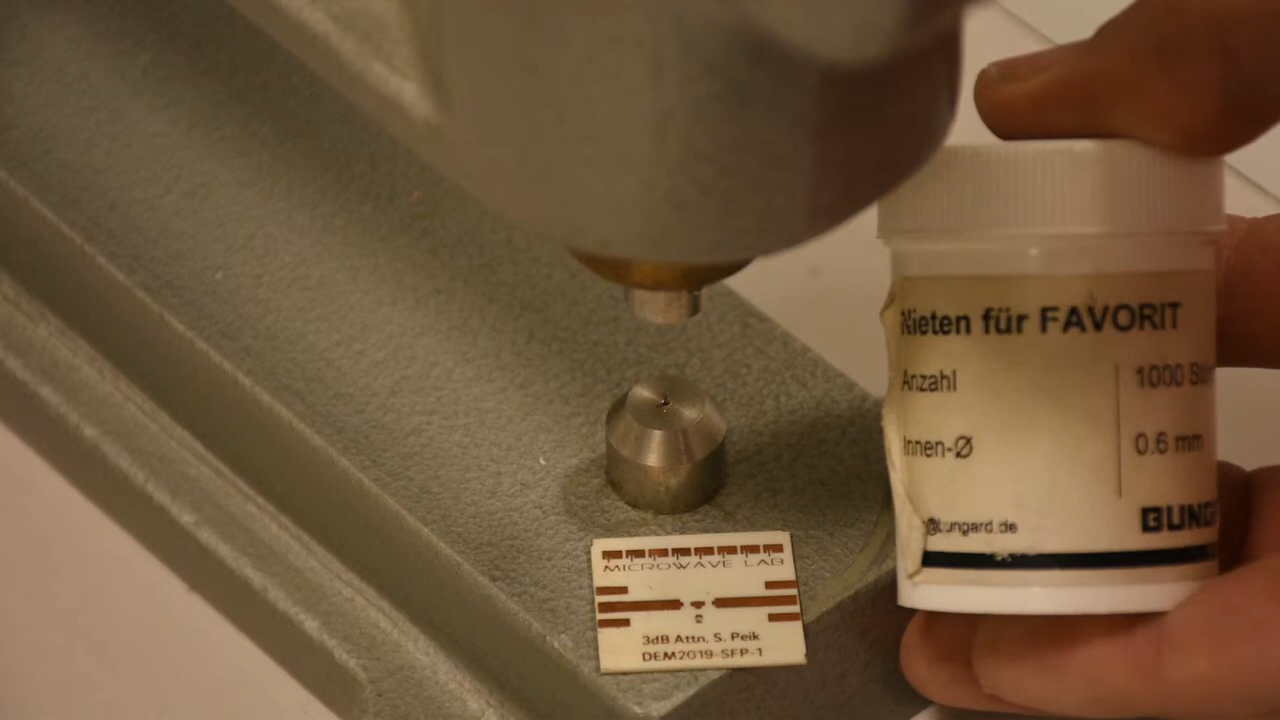 MICROWAVE LAB
3dB Attn, S. Peik
DEM2019-SFP-1
Nieten für FAVORIT
Anzahl 1000
Innen-Ø 0.6 mm
@bungard.de